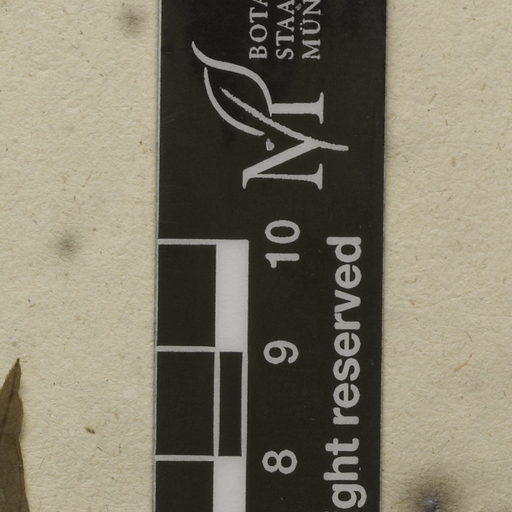 BOTA
STAA
MÜN
M
10
9
8
ght reserved